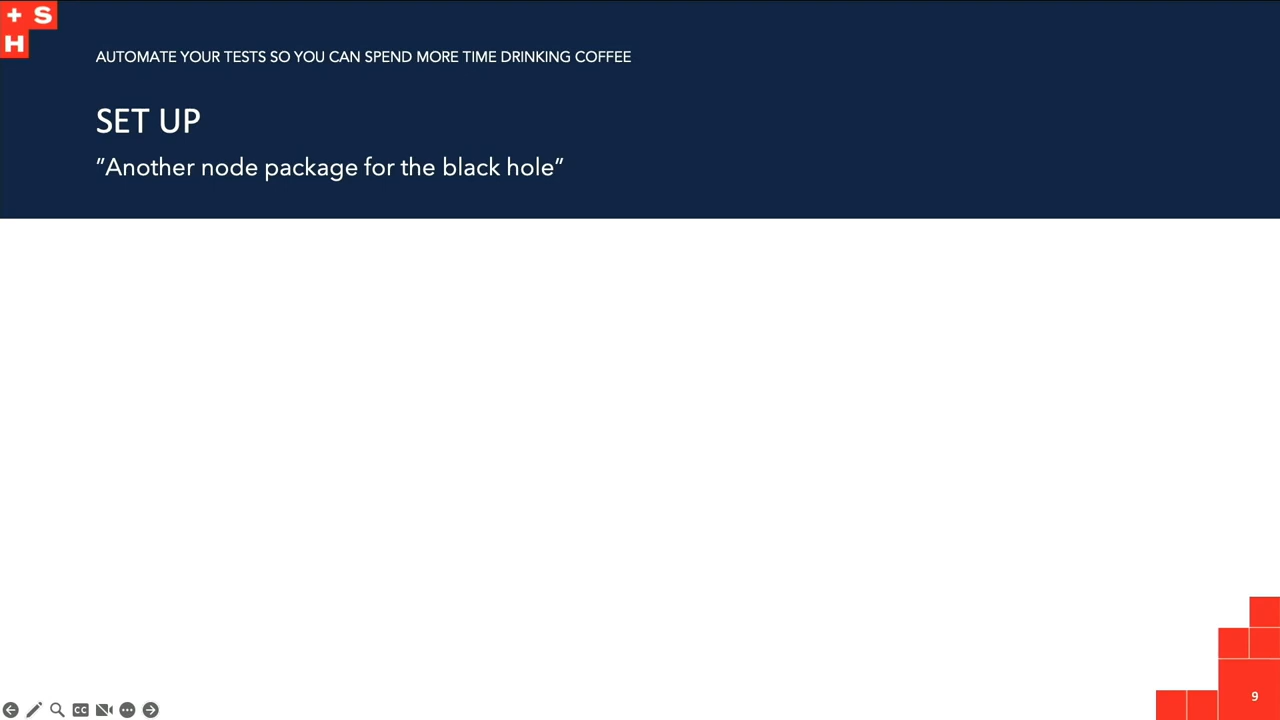 + S
H
AUTOMATE YOUR TESTS SO YOU CAN SPEND MORE TIME DRINKING COFFEE
SET UP
”Another node package for the black hole”
CC
9